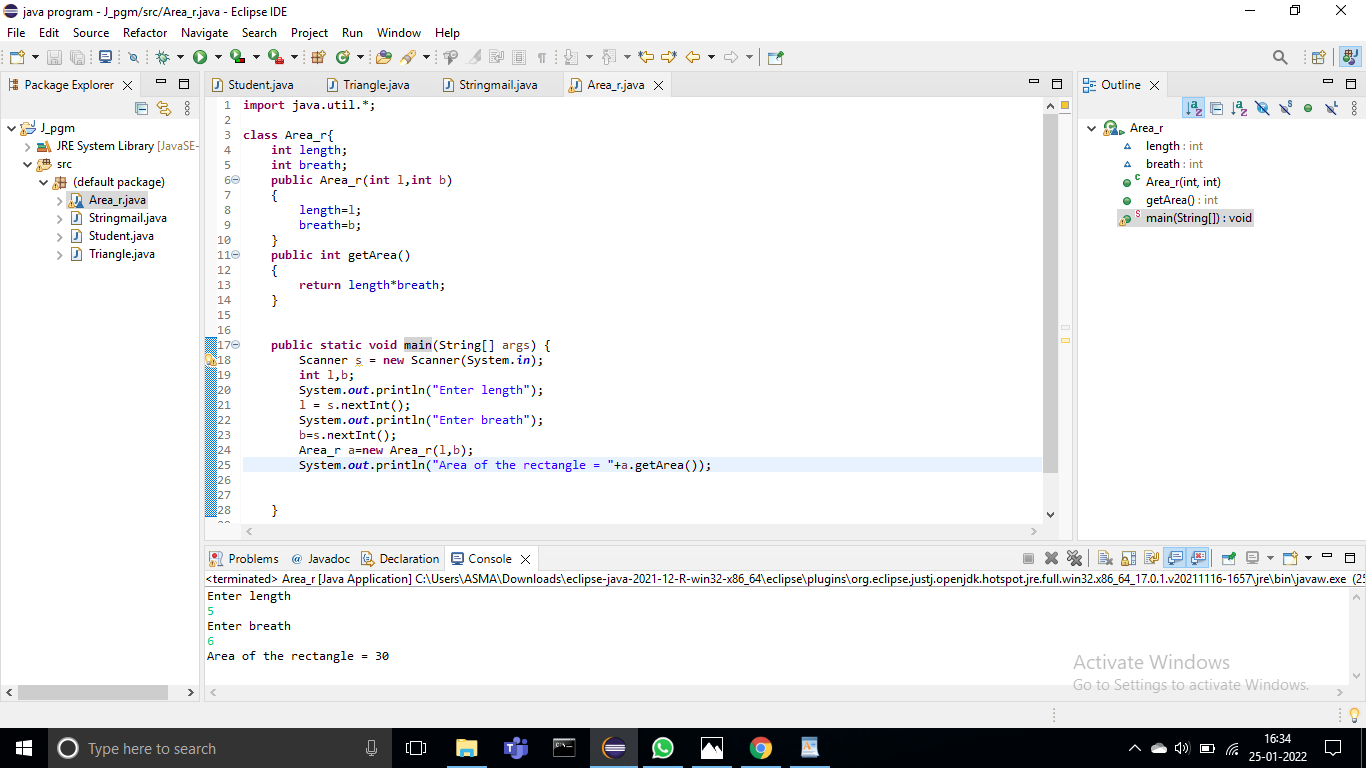 java program - J_pgm/src/Area_r.java - Eclipse IDE
File Edit Source Refactor Navigate Search Project Run Window Help
Package Explorer
Student.java Triangle.java Stringmail.java Area_r.java
Outline
J_pgm
JRE System Library [JavaSE-
src
(default package)
Area_r.java
Stringmail.java
Student.java
Triangle.java
1 import java.util.*;
2
3 class Area_r{
4 int length;
5 int breath;
6 public Area_r(int l,int b)
7 {
8 length=l;
9 breath=b;
10 }
11 public int getArea()
12 {
13 return length*breath;
14 }
15
16
17 public static void main(String[] args) {
18 Scanner s = new Scanner(System.in);
19 int l,b;
20 System.out.println("Enter length");
21 l = s.nextInt();
22 System.out.println("Enter breath");
23 b=s.nextInt();
24 Area_r a=new Area_r(l,b);
25 System.out.println("Area of the rectangle = "+a.getArea());
26
27
28 }
Area_r
length : int
breath : int
Area_r(int, int)
getArea() : int
main(String[]) : void
Problems @ Javadoc Declaration Console
<terminated> Area_r [Java Application] C:\Users\ASMA\Downloads\eclipse-java-2021-12-R-win32-x86_64\eclipse\plugins\org.eclipse.justj.openjdk.hotspot.jre.full.win32.x86_64_17.0.1.v20211116-1657\jre\bin\javaw.exe (25
Enter length
5
Enter breath
6
Area of the rectangle = 30
Activate Windows
Go to Settings to activate Windows.
Type here to search
16:34
25-01-2022